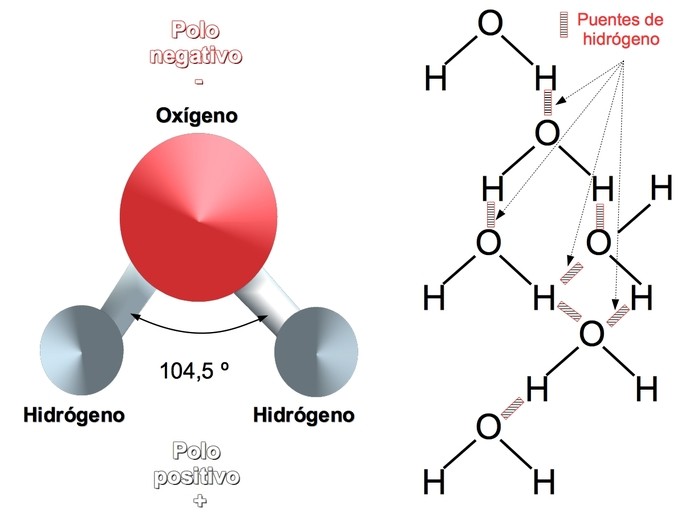 Polo
negativo
-
Oxígeno
104,5 º
Hidrógeno
Hidrógeno
Polo
positivo
+
Puentes de
hidrógeno
O
H
H
O
H
H
H
O
O
H
H
H
O
H
H
O
H
H